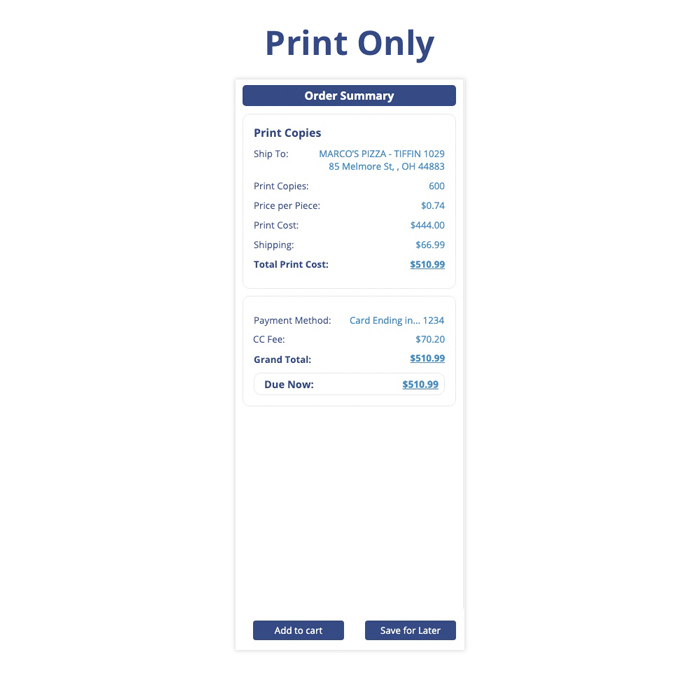 Print Only
Order Summary
Print Copies
Ship To: MARCO'S PIZZA - TIFFIN 1029
85 Melmore St, , OH 44883
Print Copies: 600
Price per Piece: $0.74
Print Cost: $444.00
Shipping: $66.99
Total Print Cost: $510.99
Payment Method: Card Ending in... 1234
CC Fee: $70.20
Grand Total: $510.99
Due Now: $510.99
Add to cart Save for Later